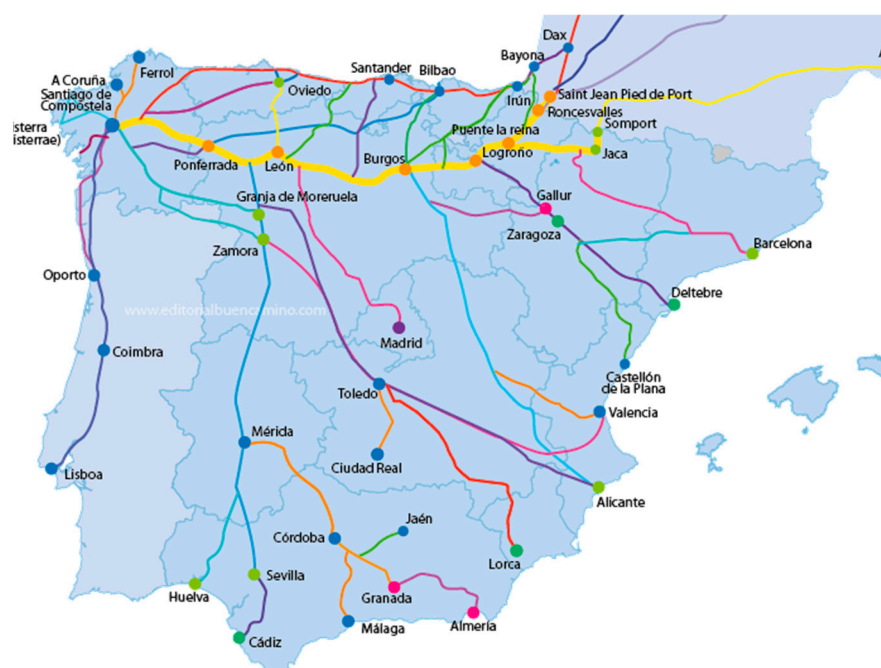 Dax
Bayona
Ferrol
Santander
Bilbao
A Coruña
Santiago de
Compostela
Oviedo
Irún
Saint Jean Pied de Port
Roncesvalles
isterra
isterrae)
Puente la reina
Somport
Ponferrada
León
Burgos
Logroño
Jaca
Granja de Moreruela
Gallur
Zaragoza
Zamora
Barcelona
Oporto
Deltebre
www.editorialbuencamino.com
Madrid
Coimbra
Castellón
de la Plana
Toledo
Valencia
Mérida
Ciudad Real
Lisboa
Alicante
Jaén
Córdoba
Lorca
Sevilla
Huelva
Granada
Almería
Málaga
Cádiz